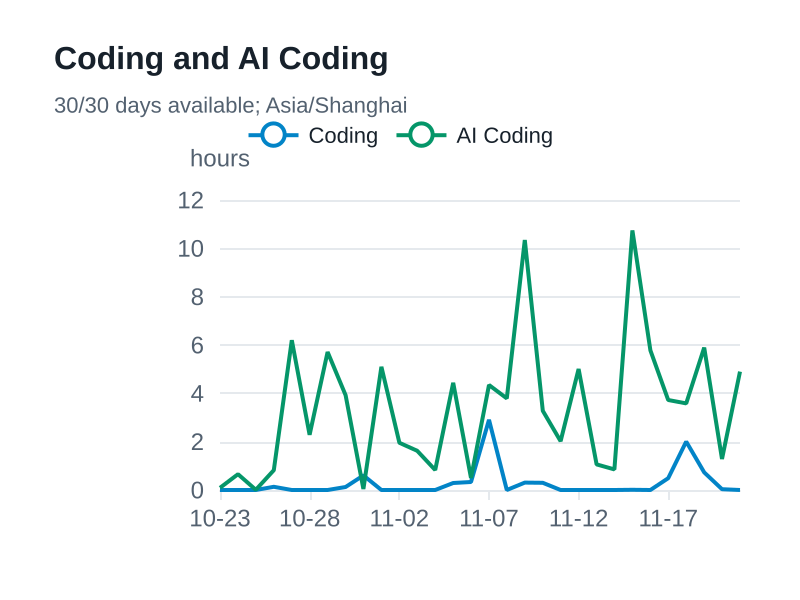 Coding and AI Coding
30/30 days available; Asia/Shanghai
Coding AI Coding
hours
12
10
8
6
4
2
0
10-23 10-28 11-02 11-07 11-12 11-17